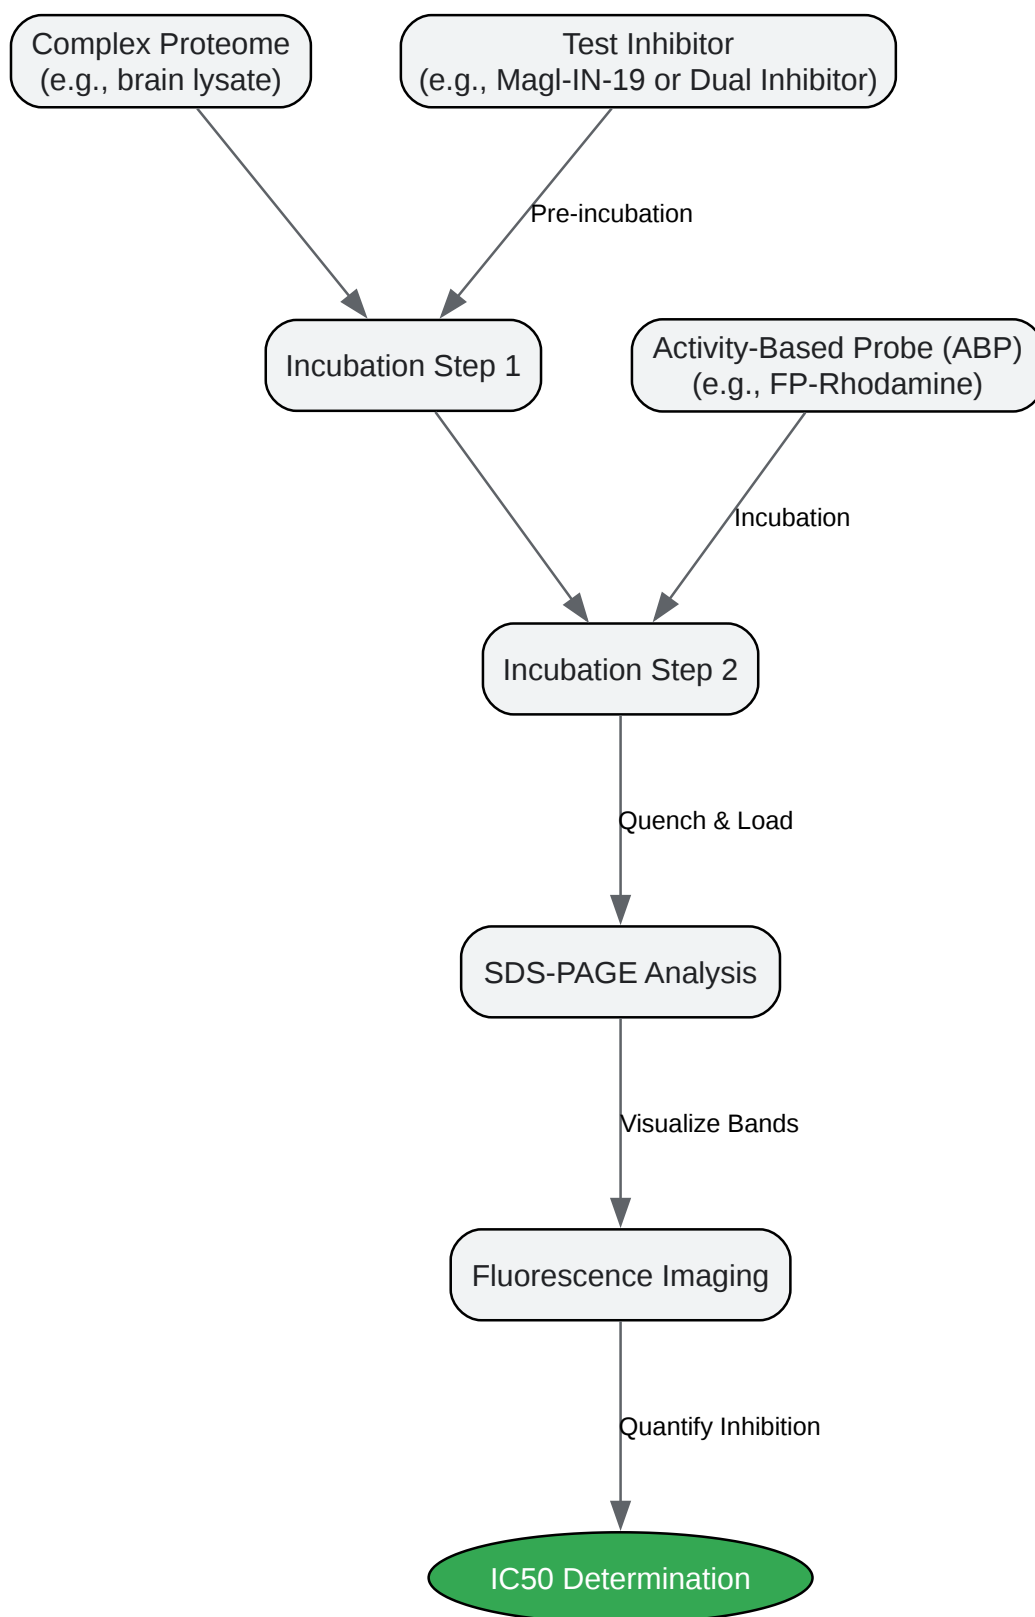 Complex Proteome
(e.g., brain lysate)
Test Inhibitor
(e.g., Magl-IN-19 or Dual Inhibitor)
Pre-incubation
Incubation Step 1
Activity-Based Probe (ABP)
(e.g., FP-Rhodamine)
Incubation
Incubation Step 2
Quench & Load
SDS-PAGE Analysis
Visualize Bands
Fluorescence Imaging
Quantify Inhibition
IC50 Determination